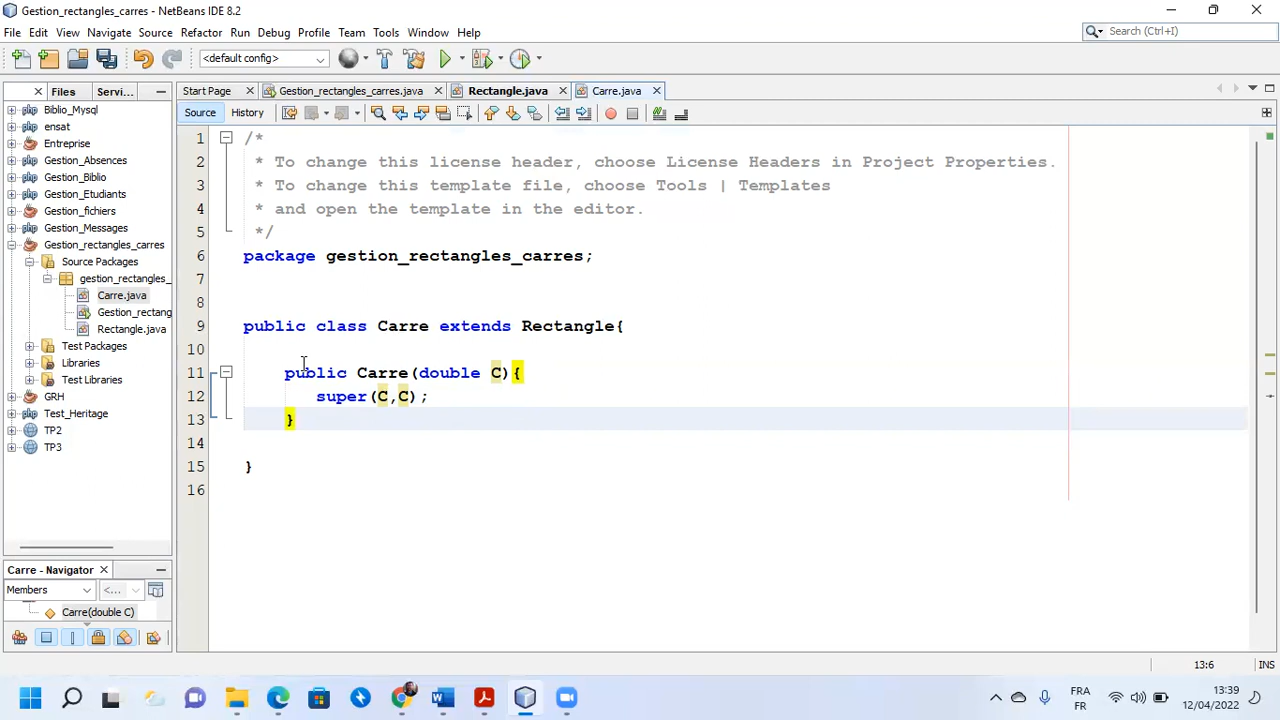 Gestion_rectangles_carres - NetBeans IDE 8.2
File Edit View Navigate Source Refactor Run Debug Profile Team Tools Window Help
Search (Ctrl+I)
<default config>
Files Servi...
Start Page Gestion_rectangles_carres.java Rectangle.java Carre.java
Source History
Biblio_Mysql
ensat
Entreprise
Gestion_Absences
Gestion_Biblio
Gestion_Etudiants
Gestion_fichiers
Gestion_Messages
Gestion_rectangles_carres
Source Packages
gestion_rectangles_
Carre.java
Gestion_rectang
Rectangle.java
Test Packages
Libraries
Test Libraries
GRH
Test_Heritage
TP2
TP3
1 /*
2 * To change this license header, choose License Headers in Project Properties.
3 * To change this template file, choose Tools | Templates
4 * and open the template in the editor.
5 */
6 package gestion_rectangles_carres;
7
8
9 public class Carre extends Rectangle{
10
11 public Carre(double C){
12 super(C,C);
13 }
14
15 }
16
Carre - Navigator
Members <...
Carre(double C)
13:6 INS
FRA
FR
13:39
12/04/2022